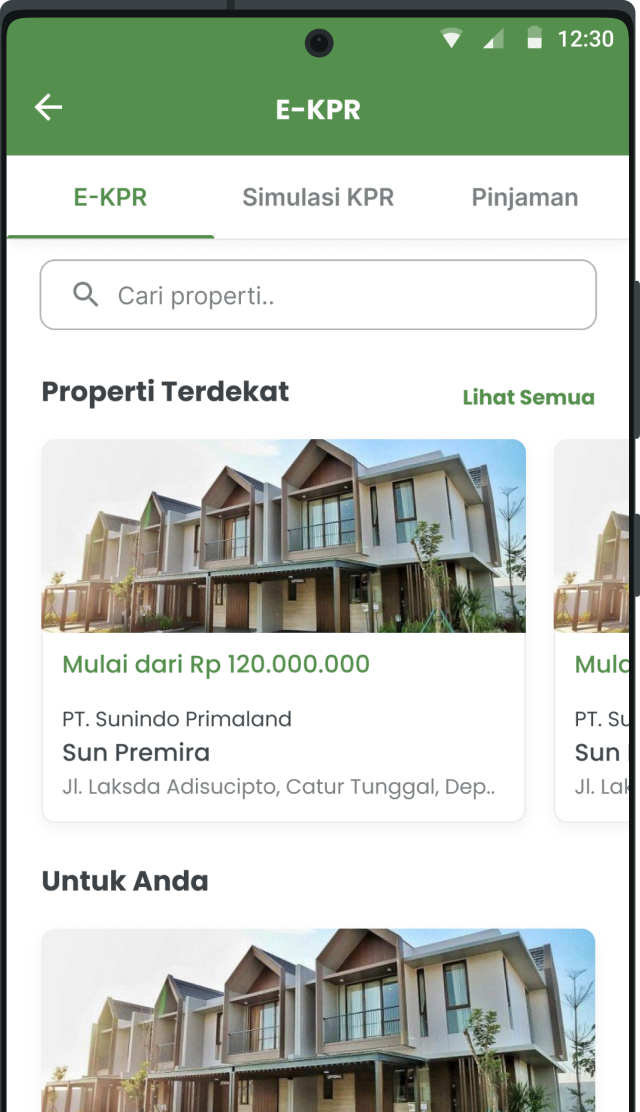 12:30
E-KPR
E-KPR Simulasi KPR Pinjaman
Cari properti..
Properti Terdekat
Lihat Semua
Mulai dari Rp 120.000.000
PT. Sunindo Primaland
Sun Premira
Jl. Laksda Adisucipto, Catur Tunggal, Dep..
Mula
PT. Su
Sun
Jl. Lak
Untuk Anda